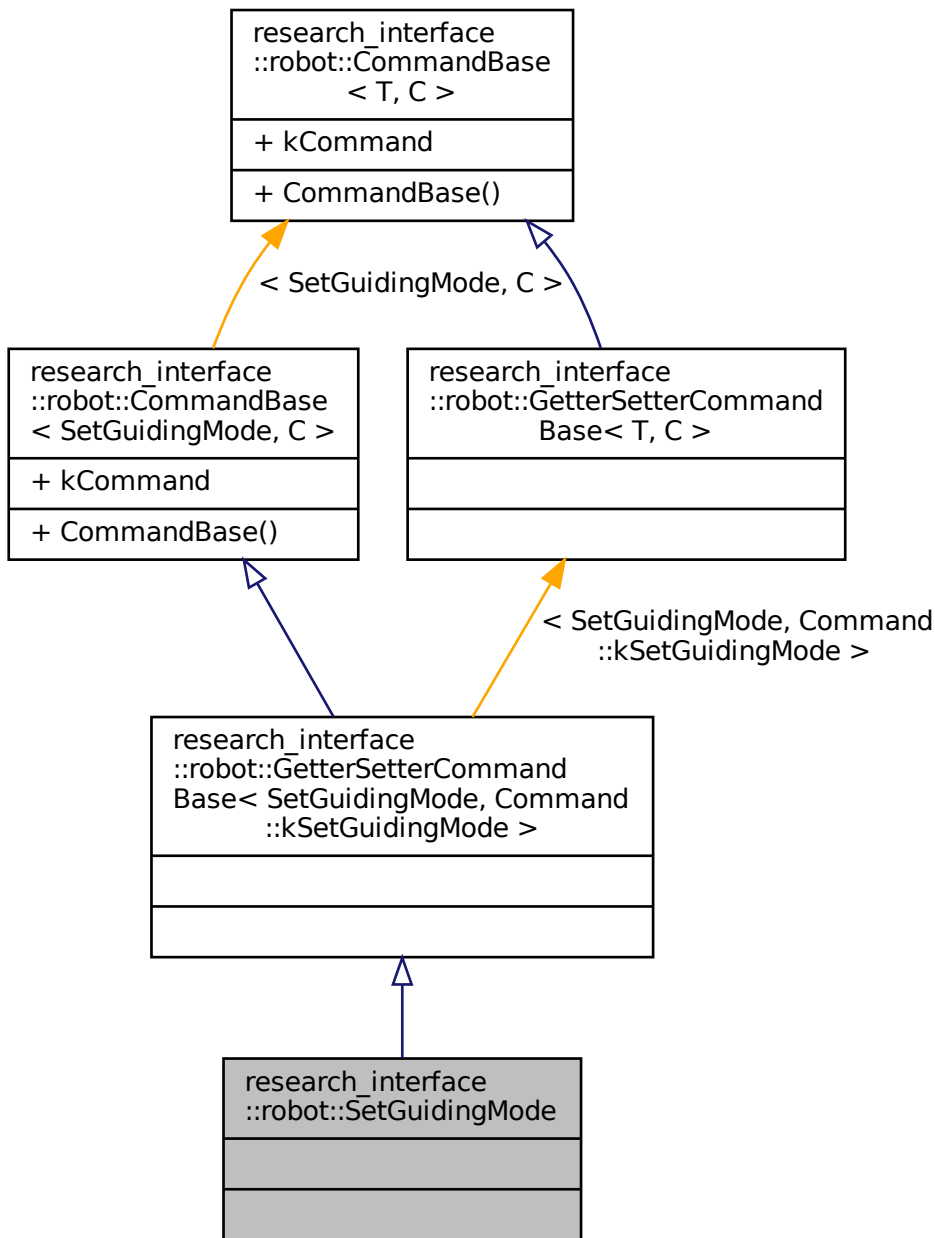 research_interface
::robot::CommandBase
< T, C >
+ kCommand
+ CommandBase()
< SetGuidingMode, C >
research_interface
::robot::CommandBase
< SetGuidingMode, C >
+ kCommand
+ CommandBase()
research_interface
::robot::GetterSetterCommand
Base< T, C >
< SetGuidingMode, Command
::kSetGuidingMode >
research_interface
::robot::GetterSetterCommand
Base< SetGuidingMode, Command
::kSetGuidingMode >
research_interface
::robot::SetGuidingMode